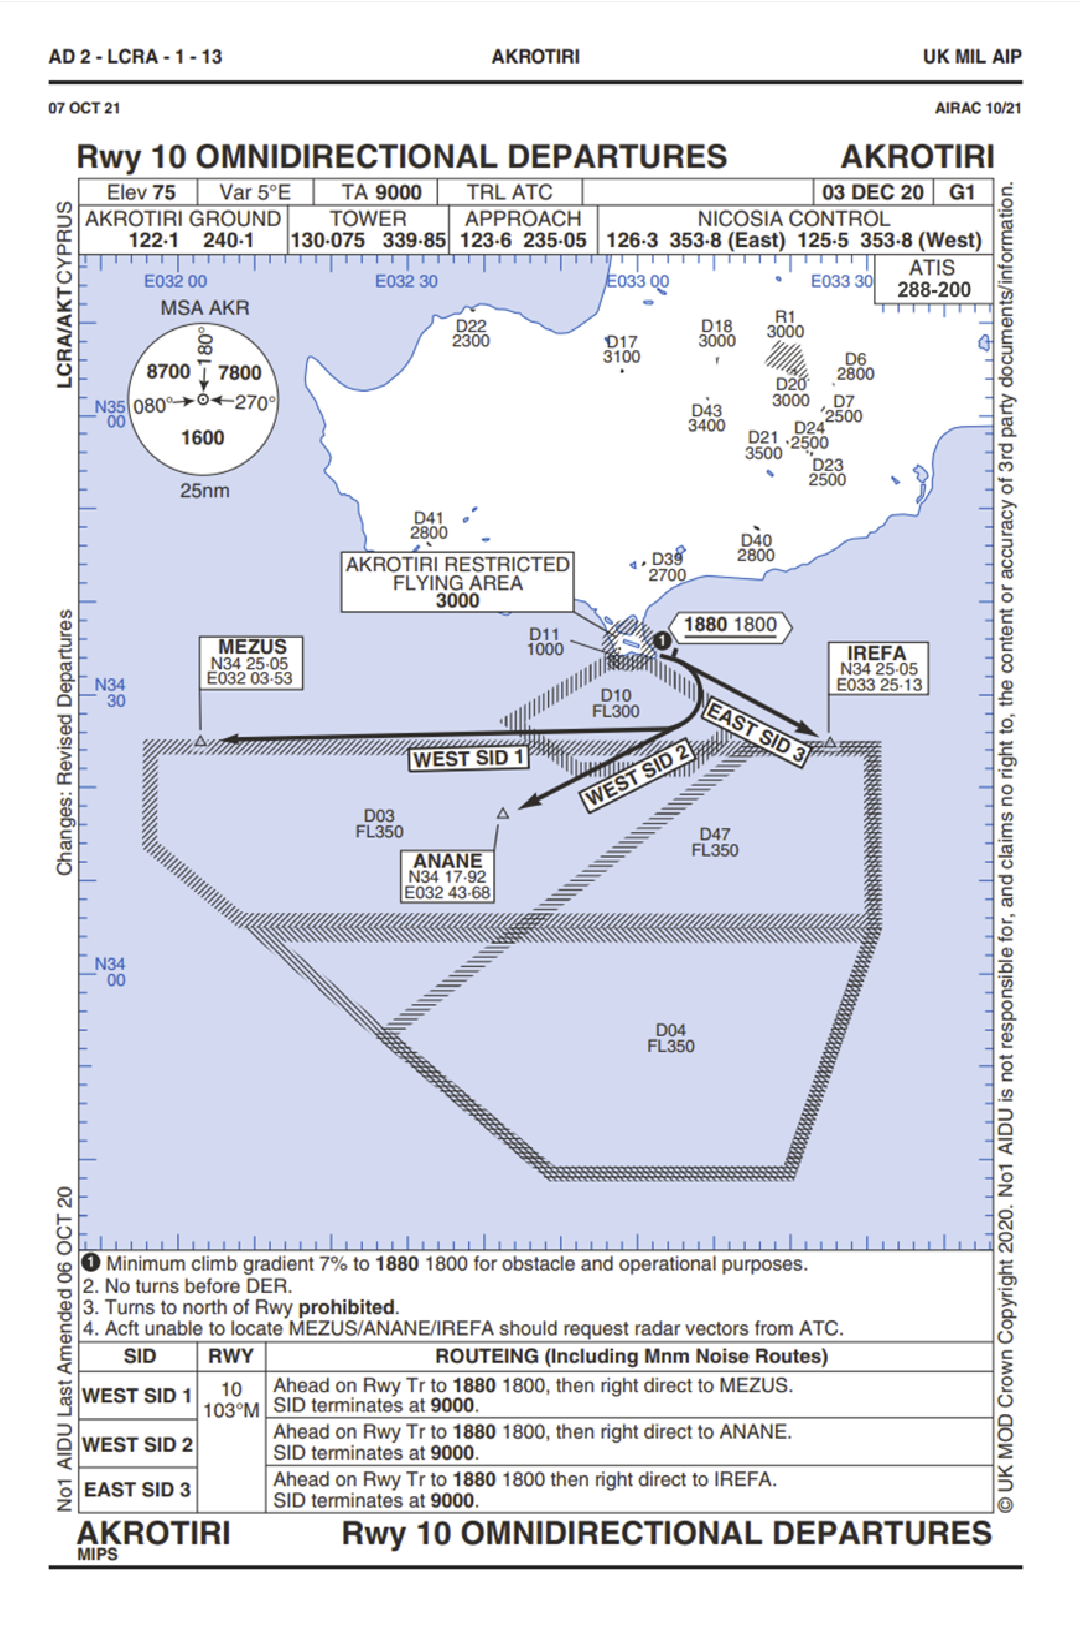 AD 2 - LCRA - 1 - 13 AKROTIRI UK MIL AIP
07 OCT 21 AIRAC 10/21
Rwy 10 OMNIDIRECTIONAL DEPARTURES AKROTIRI
Elev 75 Var 5°E TA 9000 TRL ATC 03 DEC 20 G1
AKROTIRI GROUND TOWER APPROACH NICOSIA CONTROL
122·1 240·1 130·075 339·85 123·6 235·05 126·3 353·8 (East) 125·5 353·8 (West)
ATIS
288·200
LCRA/AKT CYPRUS
Changes: Revised Departures
No1 AIDU Last Amended 06 OCT 20
© UK MOD Crown Copyright 2020. No1 AIDU is not responsible for, and claims no right to, the content or accuracy of 3rd party documents/information.
E032 00 E032 30 E033 00 E033 30
MSA AKR
180°
8700 7800
080° 270°
1600
25nm
N35
00
D22
2300
D17
3100
D18
3000
R1
3000
D6
2800
D20
3000
D7
2500
D43
3400
D24
2500
D21
3500
D23
2500
D41
2800
D40
2800
D39
2700
AKROTIRI RESTRICTED
FLYING AREA
3000
D11
1000
1
1880 1800
MEZUS
N34 25·05
E032 03·53
IREFA
N34 25·05
E033 25·13
N34
30
D10
FL300
EAST SID 3
WEST SID 1
WEST SID 2
D03
FL350
D47
FL350
ANANE
N34 17·92
E032 43·68
N34
00
D04
FL350
1 Minimum climb gradient 7% to 1880 1800 for obstacle and operational purposes.
2. No turns before DER.
3. Turns to north of Rwy prohibited.
4. Acft unable to locate MEZUS/ANANE/IREFA should request radar vectors from ATC.
SID RWY ROUTEING (Including Mnm Noise Routes)
WEST SID 1 10 103°M Ahead on Rwy Tr to 1880 1800, then right direct to MEZUS.
SID terminates at 9000.
WEST SID 2 Ahead on Rwy Tr to 1880 1800, then right direct to ANANE.
SID terminates at 9000.
EAST SID 3 Ahead on Rwy Tr to 1880 1800 then right direct to IREFA.
SID terminates at 9000.
AKROTIRI Rwy 10 OMNIDIRECTIONAL DEPARTURES
MIPS